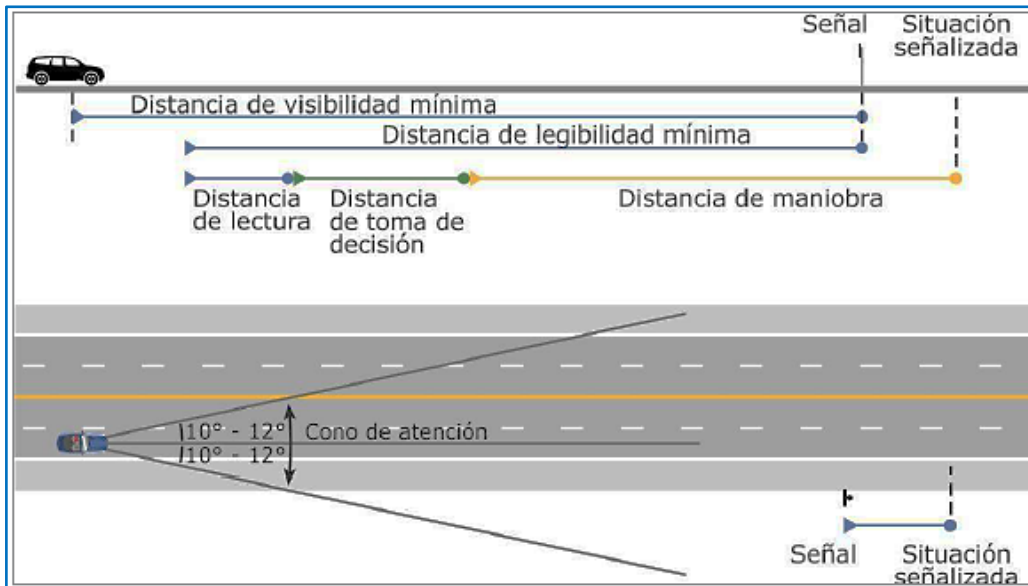 Señal
Situación
señalizada
Distancia de visibilidad mínima
Distancia de legibilidad mínima
Distancia
de lectura
Distancia
de toma de
decisión
Distancia de maniobra
10° - 12°
Cono de atención
10° - 12°
Señal
Situación
señalizada